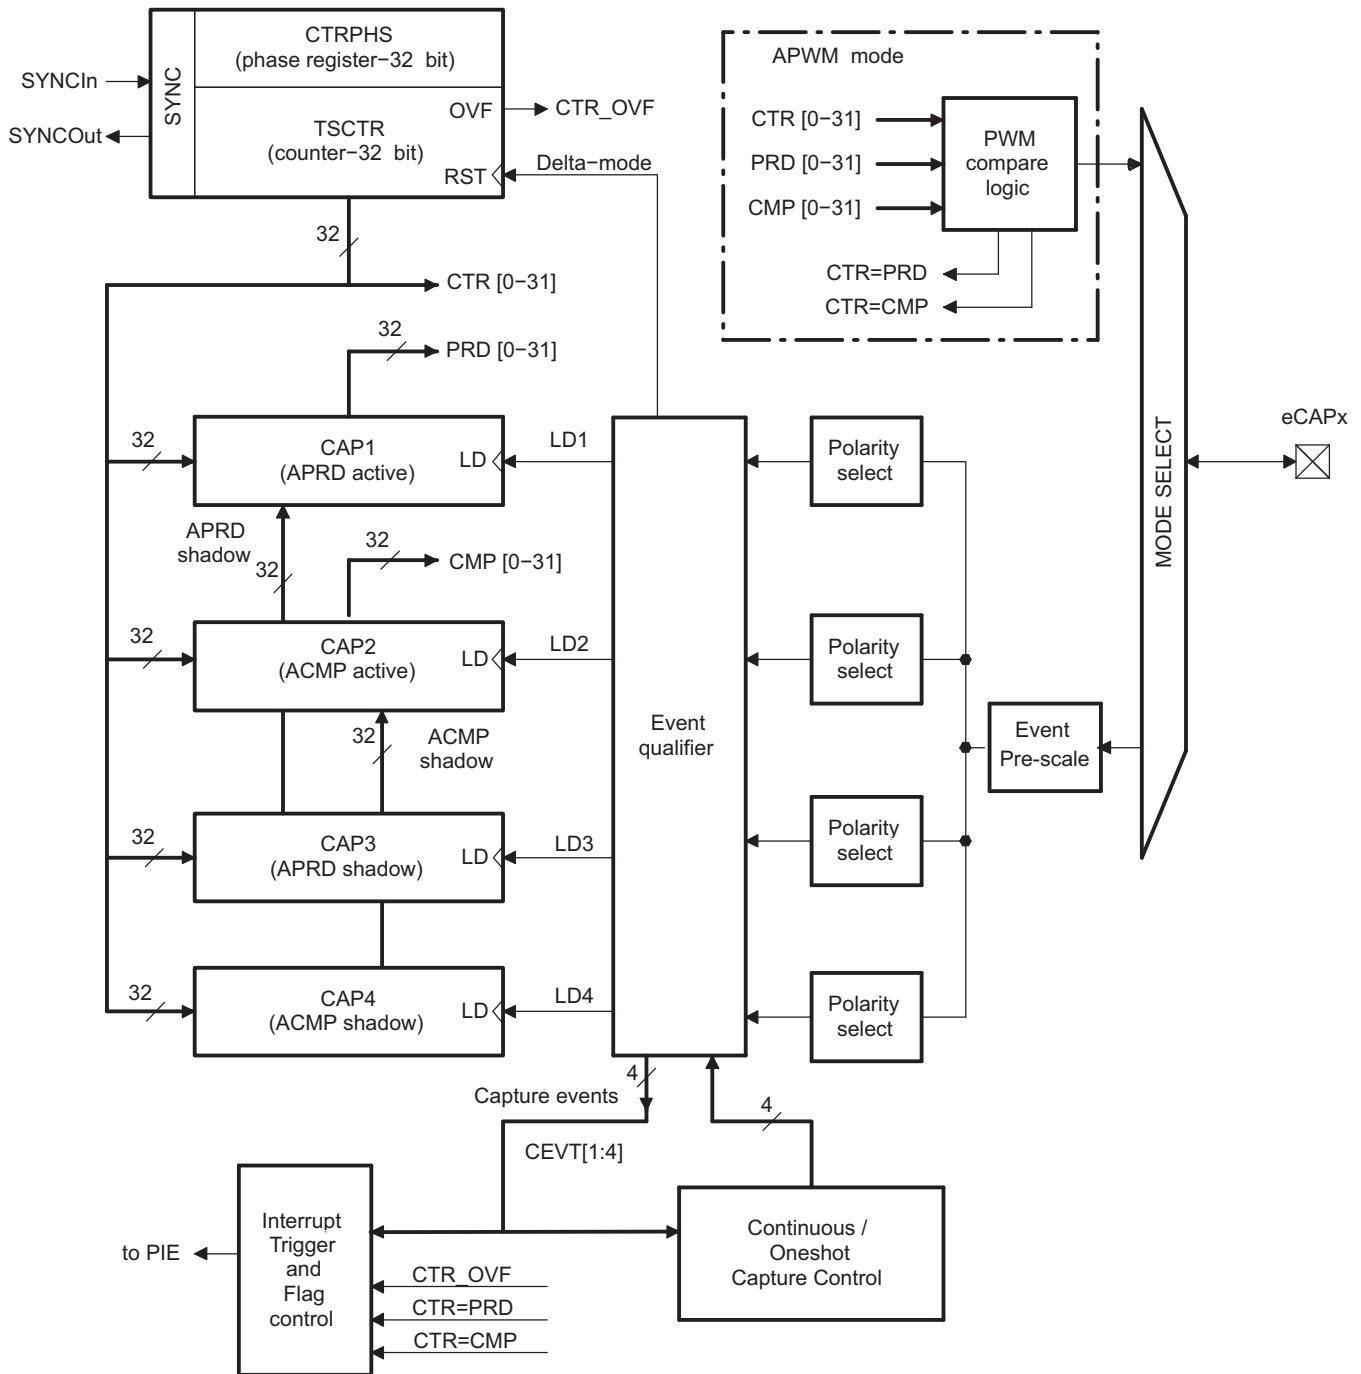 CTRPHS
(phase register−32 bit)
SYNC
SYNCIn
SYNCOut
OVF
CTR_OVF
TSCTR
(counter−32 bit)
RST
Delta−mode
APWM mode
CTR [0−31]
PRD [0−31]
CMP [0−31]
PWM
compare
logic
CTR=PRD
CTR=CMP
32
CTR [0−31]
32
PRD [0−31]
32
CAP1
(APRD active)
LD
LD1
Polarity
select
eCAPx
MODE SELECT
APRD
shadow
32
32
CMP [0−31]
32
CAP2
(ACMP active)
LD
LD2
Polarity
select
32
ACMP
shadow
Event
qualifier
Event
Pre-scale
32
CAP3
(APRD shadow)
LD
LD3
Polarity
select
32
CAP4
(ACMP shadow)
LD
LD4
Polarity
select
4
Capture events
CEVT[1:4]
4
to PIE
Interrupt
Trigger
and
Flag
control
CTR_OVF
CTR=PRD
CTR=CMP
Continuous /
Oneshot
Capture Control